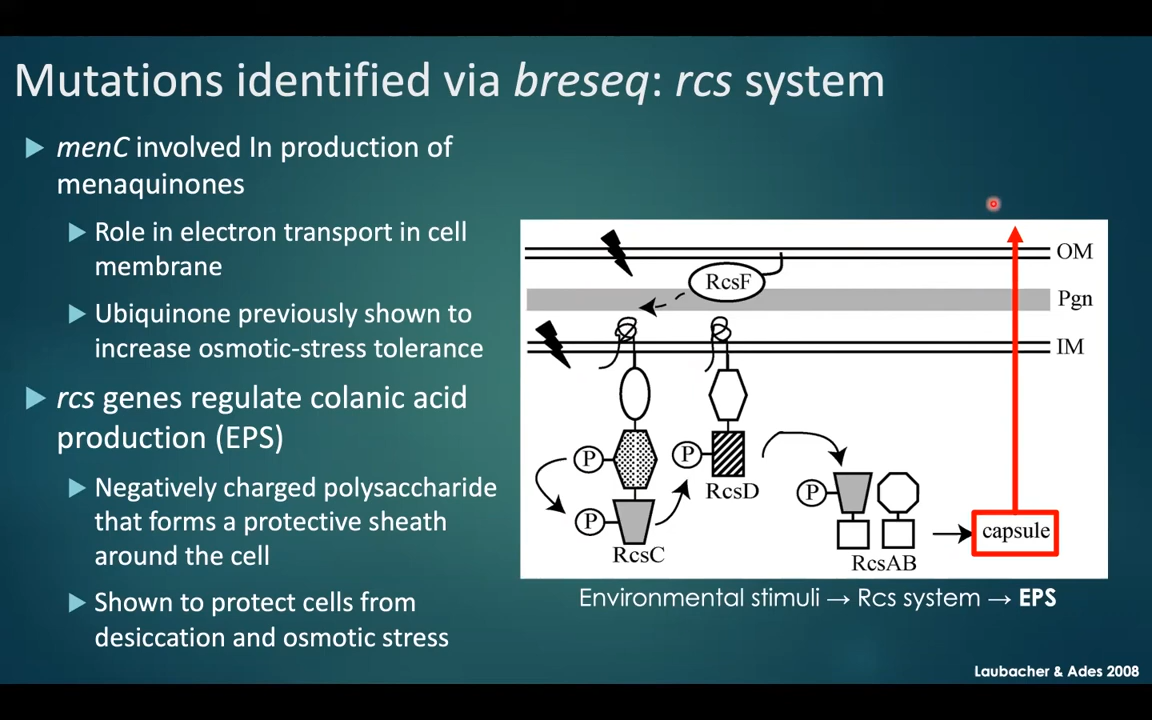 Mutations identified via breseq: rcs system
menC involved In production of
menaquinones
Role in electron transport in cell
membrane
Ubiquinone previously shown to
increase osmotic-stress tolerance
rcs genes regulate colanic acid
production (EPS)
Negatively charged polysaccharide
that forms a protective sheath
around the cell
Shown to protect cells from
desiccation and osmotic stress
OM
RcsF
Pgn
IM
P
P
RcsD
P
P
capsule
RcsC
RcsAB
Environmental stimuli → Rcs system → EPS
Laubacher & Ades 2008